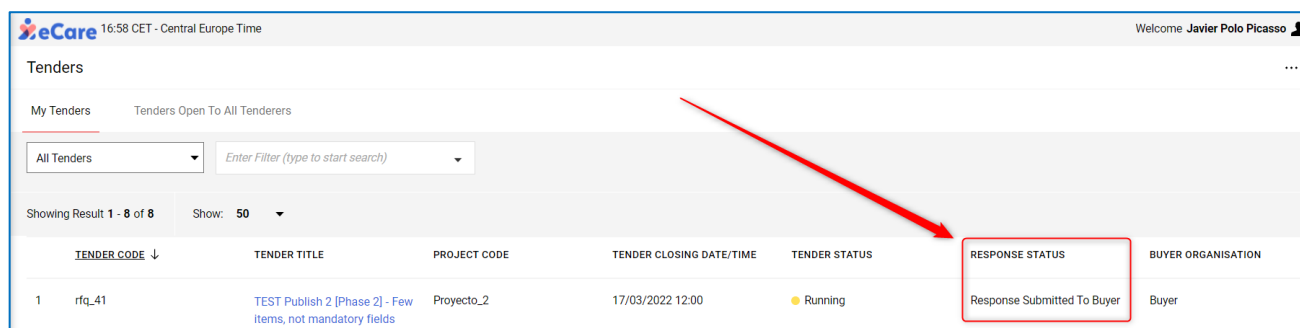 eCare 16:58 CET - Central Europe Time Welcome Javier Polo Picasso
Tenders ...
My Tenders Tenders Open To All Tenderers
All Tenders Enter Filter (type to start search)
Showing Result 1 - 8 of 8 Show: 50
TENDER CODE ↓ TENDER TITLE PROJECT CODE TENDER CLOSING DATE/TIME TENDER STATUS RESPONSE STATUS BUYER ORGANISATION
1 rfq_41 TEST Publish 2 [Phase 2] - Few Proyecto_2 17/03/2022 12:00 Running Response Submitted To Buyer Buyer
items, not mandatory fields